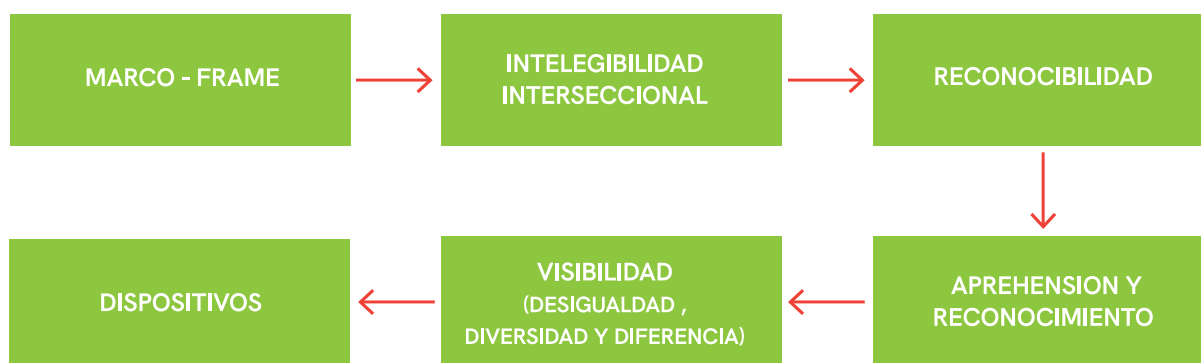 MARCO - FRAME
INTELEGIBILIDAD
INTERSECCIONAL
RECONOCIBILIDAD
APREHENSION Y
RECONOCIMIENTO
VISIBILIDAD
(DESIGUALDAD ,
DIVERSIDAD Y DIFERENCIA)
DISPOSITIVOS